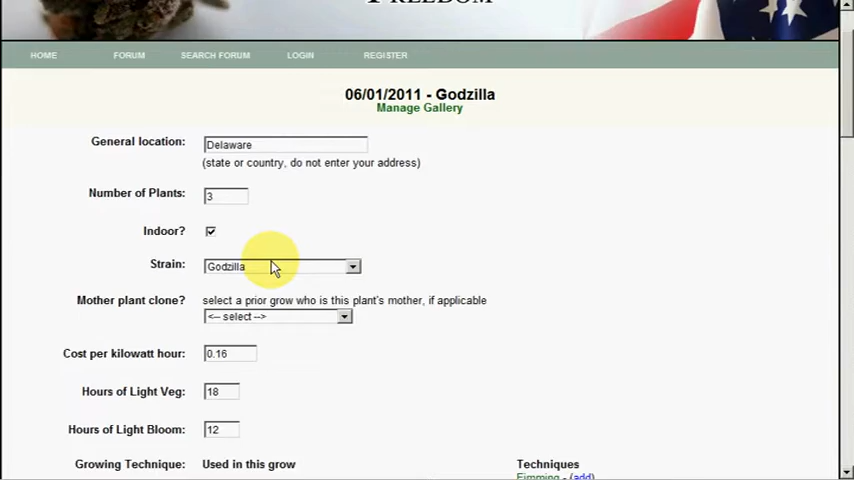 FREEDOM
HOME FORUM SEARCH FORUM LOGIN REGISTER
06/01/2011 - Godzilla
Manage Gallery
General location: Delaware
(state or country, do not enter your address)
Number of Plants: 3
Indoor?
Strain: Godzilla
Mother plant clone? select a prior grow who is this plant's mother, if applicable
<-- select -->
Cost per kilowatt hour: 0.16
Hours of Light Veg: 18
Hours of Light Bloom: 12
Growing Technique: Used in this grow Techniques
Fimming - (add)